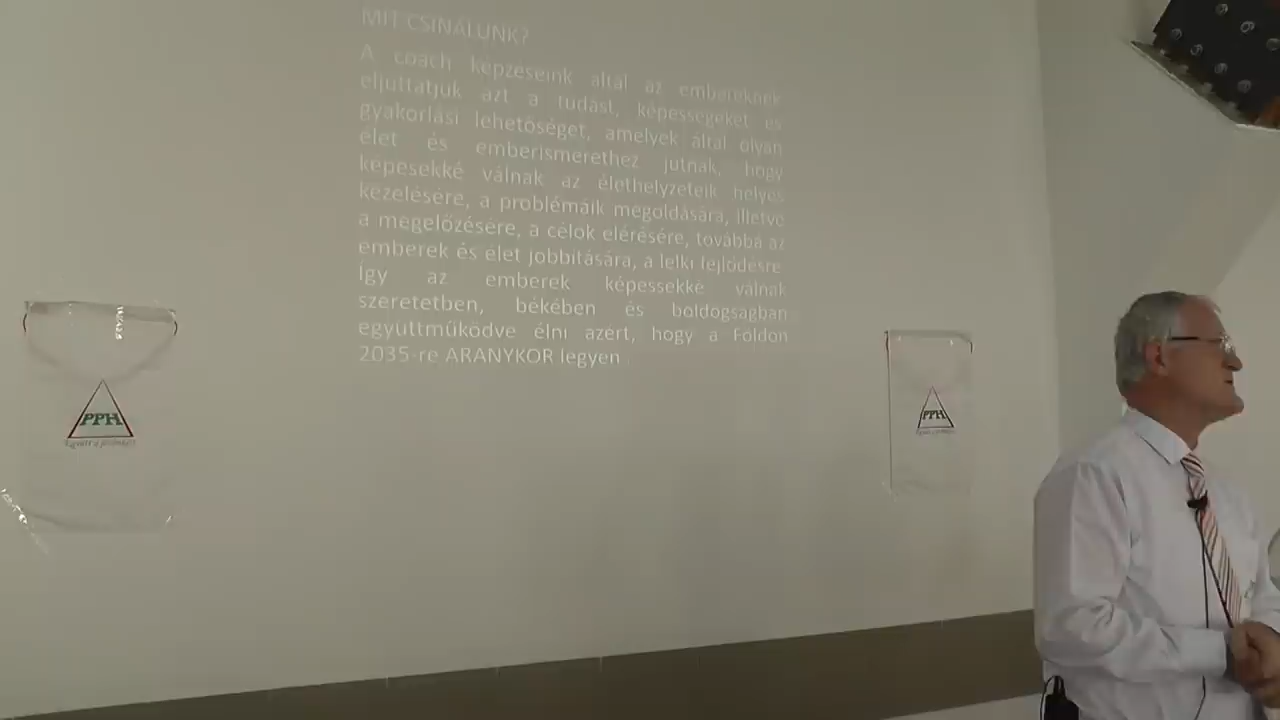 MIT CSINÁLUNK?
A coach képzéseink által az embereknek
eljuttatjuk azt a tudást, képességeket és
gyakorlási lehetőséget, amelyek által olyan
élet és emberismerethez jutnak, hogy
képesekké válnak az élethelyzeteik helyes
kezelésére, a problémáik megoldására, illetve
a megelőzésére, a célok elérésére, továbbá az
emberek és élet jobbítására, a lelki fejlődésre
Így az emberek képessekké válnak
szeretetben, békében és boldogságban
együttműködve élni azért, hogy a Földon
2035-re ARANYKOR legyen
PPH
PPH